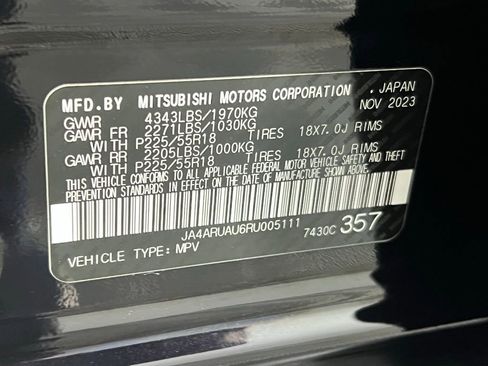 MFD.BY MITSUBISHI MOTORS CORPORATION . JAPAN
GVWR 4343LBS/1970KG NOV 2023
GAWR FR 2271LBS/1030KG
WITH P225/55R18 TIRES 18X7.0J RIMS
GAWR RR 2205LBS/1000KG
WITH P225/55R18 TIRES 18X7.0J RIMS
THIS VEHICLE CONFORMS TO ALL APPLICABLE FEDERAL MOTOR VEHICLE SAFETY AND THEFT
PREVENTION STANDARDS IN EFFECT ON THE DATE OF MANUFACTURE SHOWN ABOVE.
JA4ARUAU6RU005111 7430C 357
VEHICLE TYPE: MPV